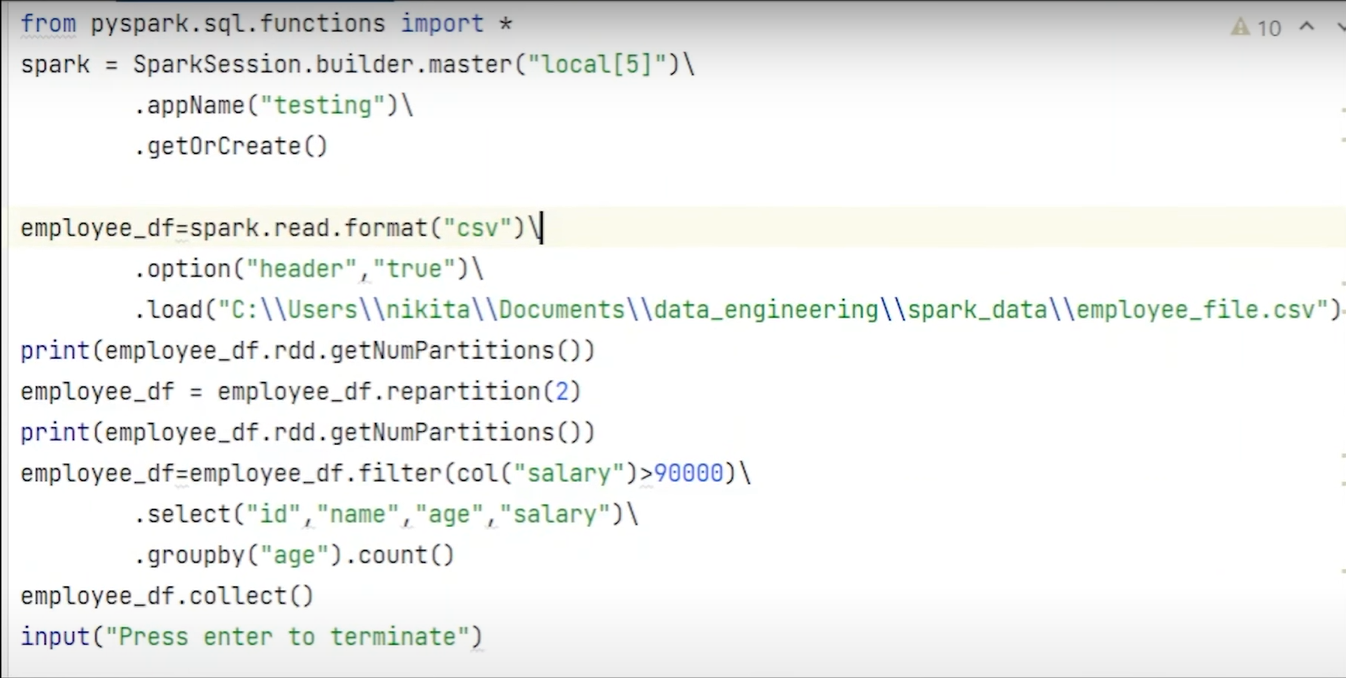 from pyspark.sql.functions import *
10
spark = SparkSession.builder.master("local[5]")\
.appName("testing")\
.getOrCreate()
employee_df=spark.read.format("csv")\
.option("header","true")\
.load("C:\\Users\\nikita\\Documents\\data_engineering\\spark_data\\employee_file.csv")
print(employee_df.rdd.getNumPartitions())
employee_df = employee_df.repartition(2)
print(employee_df.rdd.getNumPartitions())
employee_df=employee_df.filter(col("salary")>90000)\
.select("id","name","age","salary")\
.groupby("age").count()
employee_df.collect()
input("Press enter to terminate")